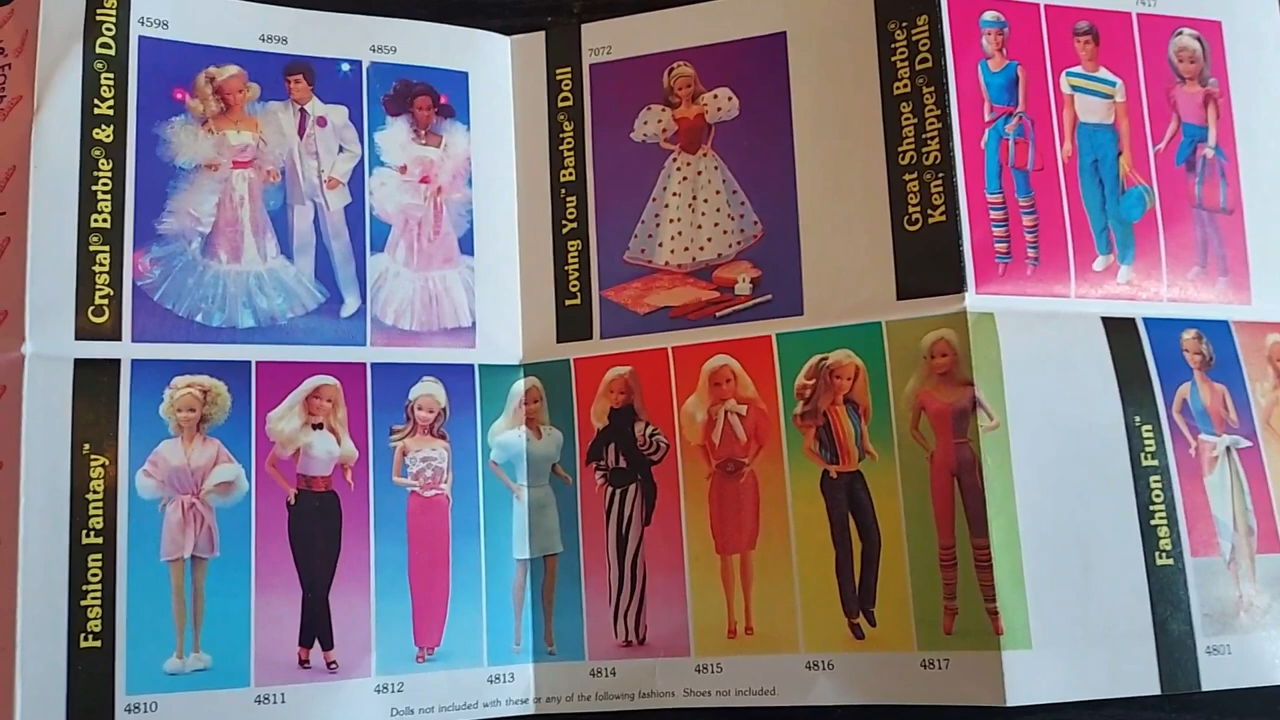 4598
4898
4859
Crystal® Barbie® & Ken® Dolls
7072
Loving You™ Barbie® Doll
7417
Great Shape Barbie®,
Ken®, Skipper® Dolls
Fashion Fantasy™
4810
4811
4812
4813
4814
4815
4816
4817
Dolls not included with these or any of the following fashions. Shoes not included.
Fashion Fun™
4801